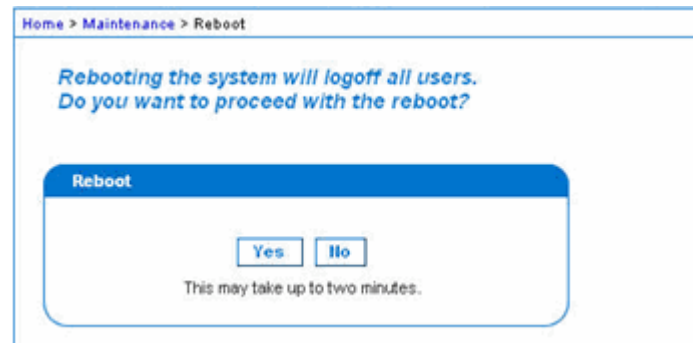 Home > Maintenance > Reboot
Rebooting the system will logoff all users.
Do you want to proceed with the reboot?
Reboot
Yes No
This may take up to two minutes.